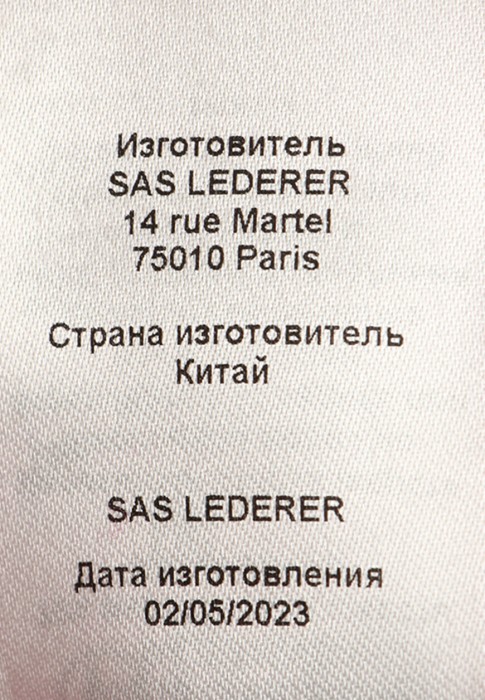 Изготовитель
SAS LEDERER
14 rue Martel
75010 Paris
Страна изготовитель
Китай
SAS LEDERER
Дата изготовления
02/05/2023